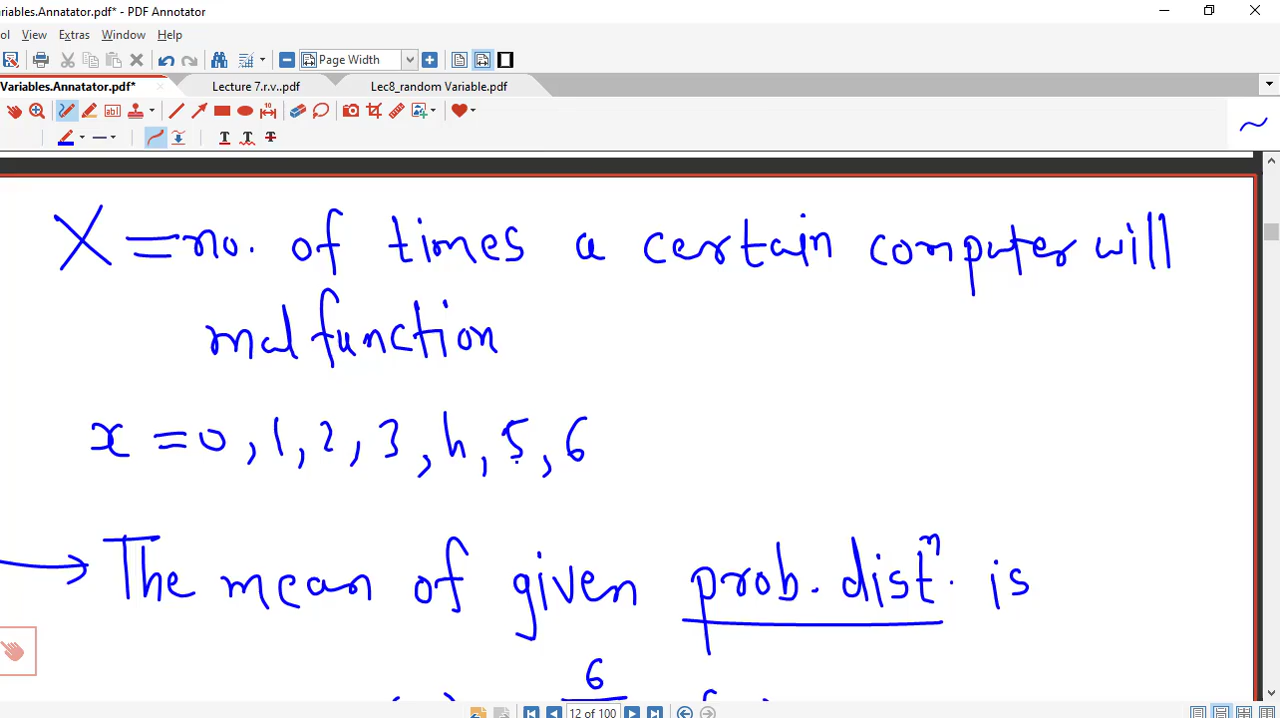 ariables.Annatator.pdf* - PDF Annotator
ol View Extras Window Help
Page Width
Variables.Annatator.pdf* Lecture 7.r.v..pdf Lec8_random Variable.pdf
X = no. of times a certain computer will
malfunction
x = 0, 1, 2, 3, 4, 5, 6
→ The mean of given prob. distⁿ. is
6
12 of 100